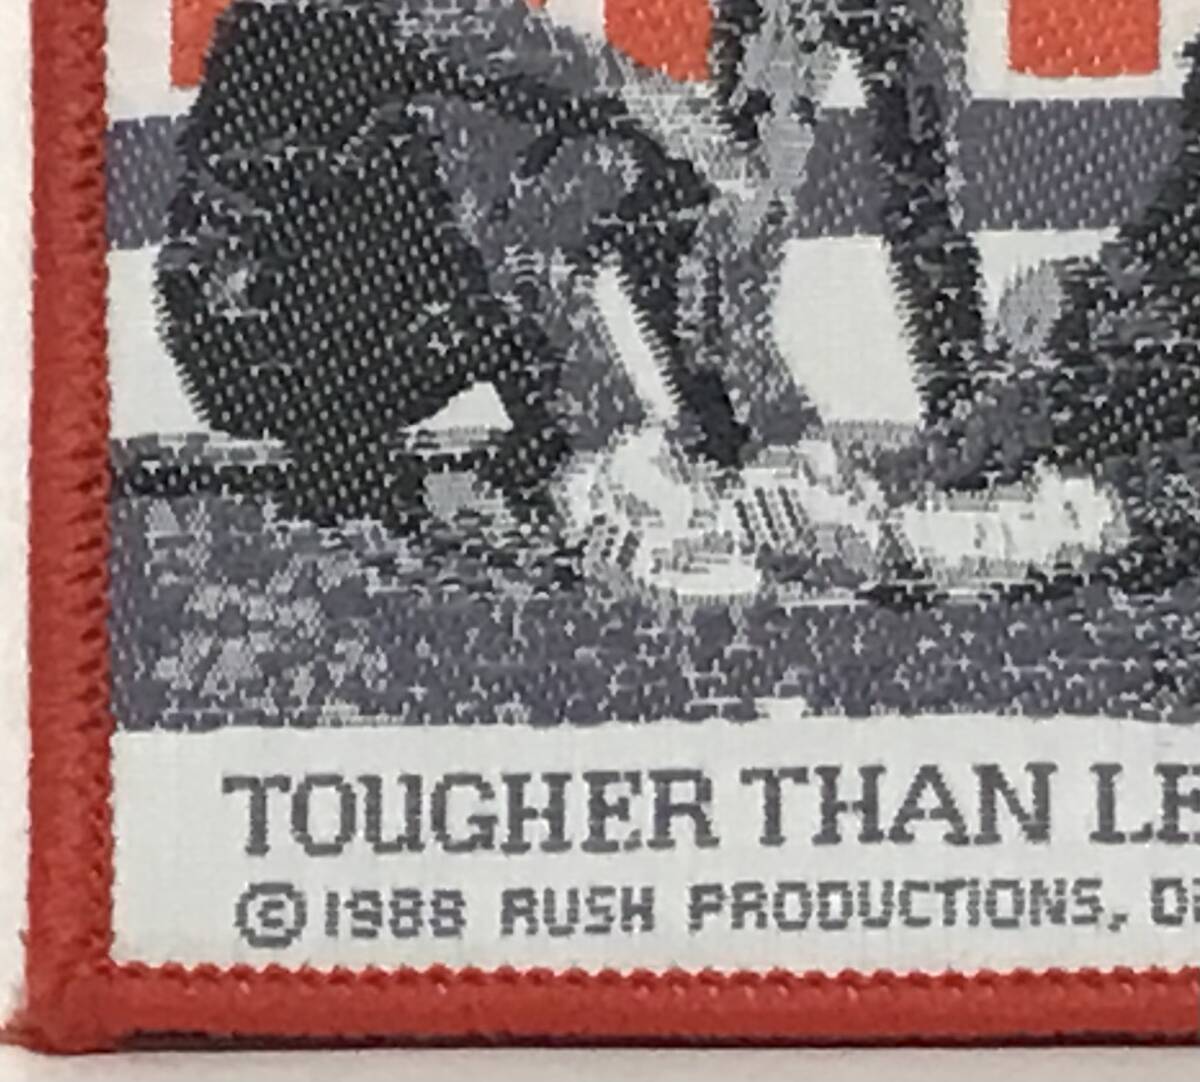 TOUGHER THAN LE
©1988 RUSH PRODUCTIONS,